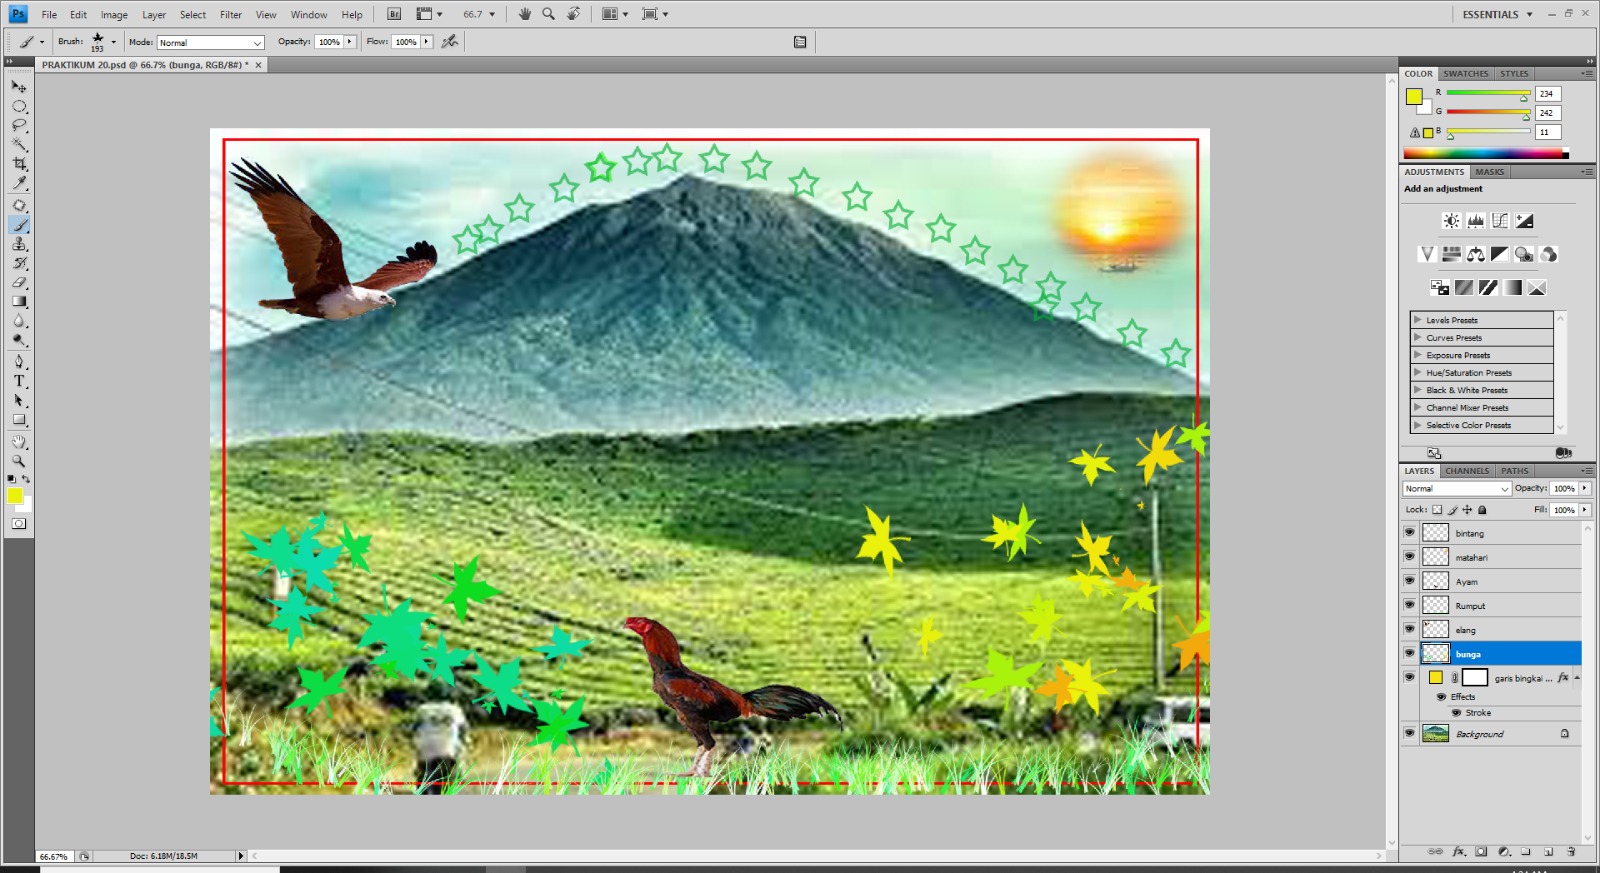 Ps File Edit Image Layer Select Filter View Window Help Br 66.7 ESSENTIALS
Brush: 193 Mode: Normal Opacity: 100% Flow: 100%
PRAKTIKUM 20.psd @ 66.7% (bunga, RGB/8#) * ×
COLOR SWATCHES STYLES
R 234
G 242
B 11
ADJUSTMENTS MASKS
Add an adjustment
Levels Presets
Curves Presets
Exposure Presets
Hue/Saturation Presets
Black & White Presets
Channel Mixer Presets
Selective Color Presets
LAYERS CHANNELS PATHS
Normal Opacity: 100%
Lock: Fill: 100%
bintang
matahari
Ayam
Rumput
elang
bunga
garis bingkai ... fx
Effects
Stroke
Background
T
66.67% Doc: 6.18M/18.5M
fx